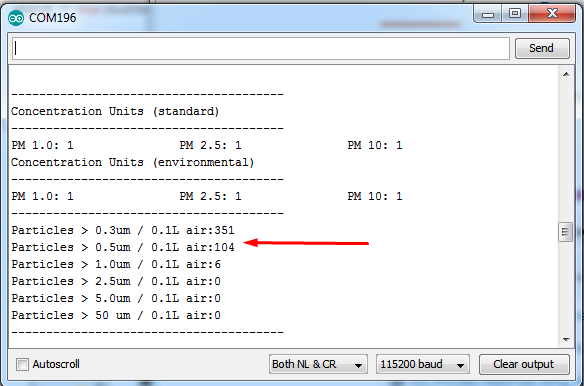 COM196
Send
---------------------------------------
Concentration Units (standard)
---------------------------------------
PM 1.0: 1 PM 2.5: 1 PM 10: 1
Concentration Units (environmental)
---------------------------------------
PM 1.0: 1 PM 2.5: 1 PM 10: 1
---------------------------------------
Particles > 0.3um / 0.1L air:351
Particles > 0.5um / 0.1L air:104
Particles > 1.0um / 0.1L air:6
Particles > 2.5um / 0.1L air:0
Particles > 5.0um / 0.1L air:0
Particles > 50 um / 0.1L air:0
---------------------------------------
Autoscroll Both NL & CR 115200 baud Clear output